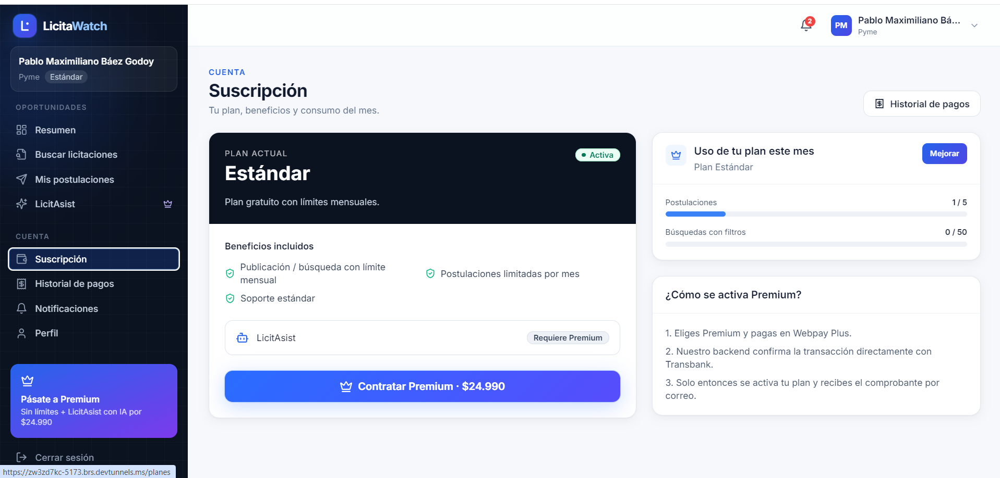 LicitaWatch
Pablo Maximiliano Báez Godoy
Pyme Estándar
OPORTUNIDADES
Resumen
Buscar licitaciones
Mis postulaciones
LicitAsist
CUENTA
Suscripción
Historial de pagos
Notificaciones
Perfil
Pásate a Premium
Sin límites + LicitAsist con IA por
$24.990
Cerrar sesión
https://zw3zd7kc-5173.brs.devtunnels.ms/planes
2
PM
Pablo Maximiliano Bá...
Pyme
CUENTA
Suscripción
Tu plan, beneficios y consumo del mes.
Historial de pagos
PLAN ACTUAL
Activa
Estándar
Plan gratuito con límites mensuales.
Beneficios incluidos
Publicación / búsqueda con límite
mensual
Postulaciones limitadas por mes
Soporte estándar
LicitAsist
Requiere Premium
Contratar Premium · $24.990
Uso de tu plan este mes
Plan Estándar
Mejorar
Postulaciones 1 / 5
Búsquedas con filtros 0 / 50
¿Cómo se activa Premium?
1. Eliges Premium y pagas en Webpay Plus.
2. Nuestro backend confirma la transacción directamente con
Transbank.
3. Solo entonces se activa tu plan y recibes el comprobante por
correo.